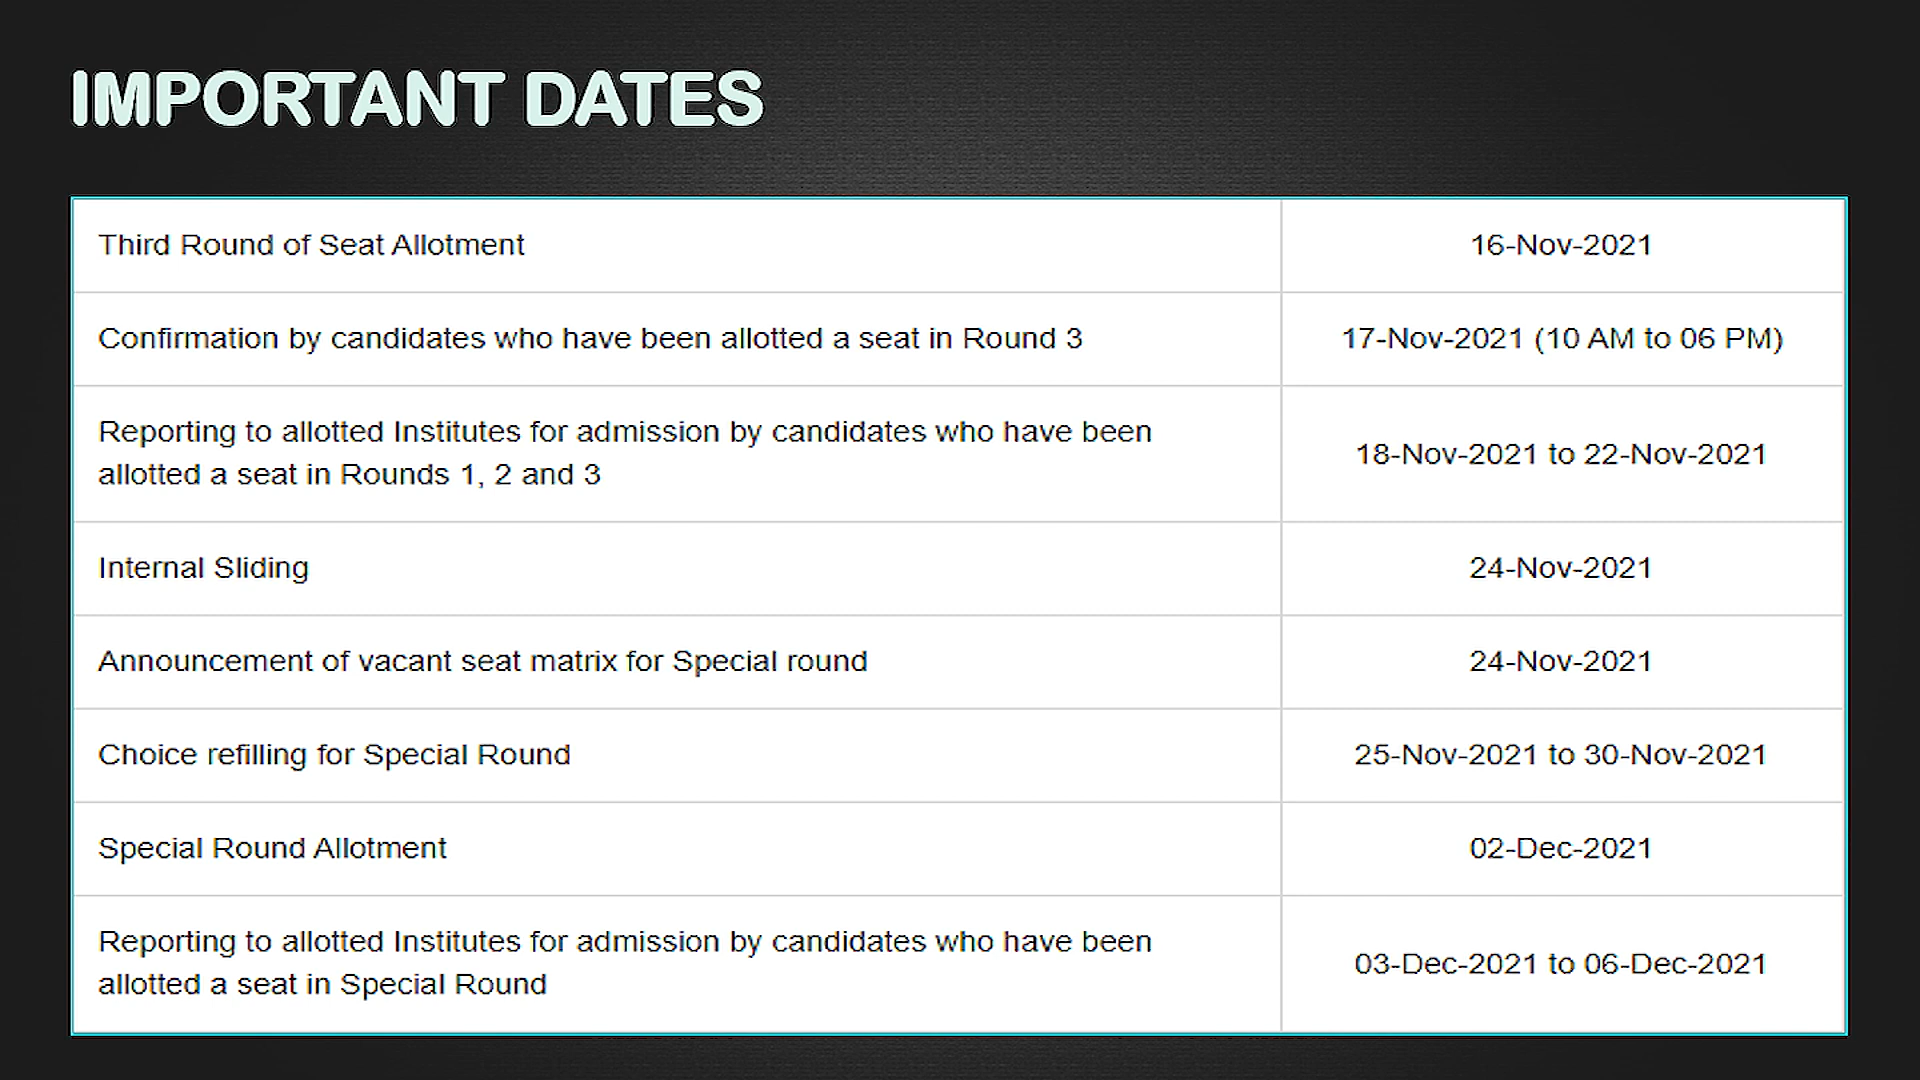 IMPORTANT DATES
Third Round of Seat Allotment
16-Nov-2021
Confirmation by candidates who have been allotted a seat in Round 3
17-Nov-2021 (10 AM to 06 PM)
Reporting to allotted Institutes for admission by candidates who have been
allotted a seat in Rounds 1, 2 and 3
18-Nov-2021 to 22-Nov-2021
Internal Sliding
24-Nov-2021
Announcement of vacant seat matrix for Special round
24-Nov-2021
Choice refilling for Special Round
25-Nov-2021 to 30-Nov-2021
Special Round Allotment
02-Dec-2021
Reporting to allotted Institutes for admission by candidates who have been
allotted a seat in Special Round
03-Dec-2021 to 06-Dec-2021